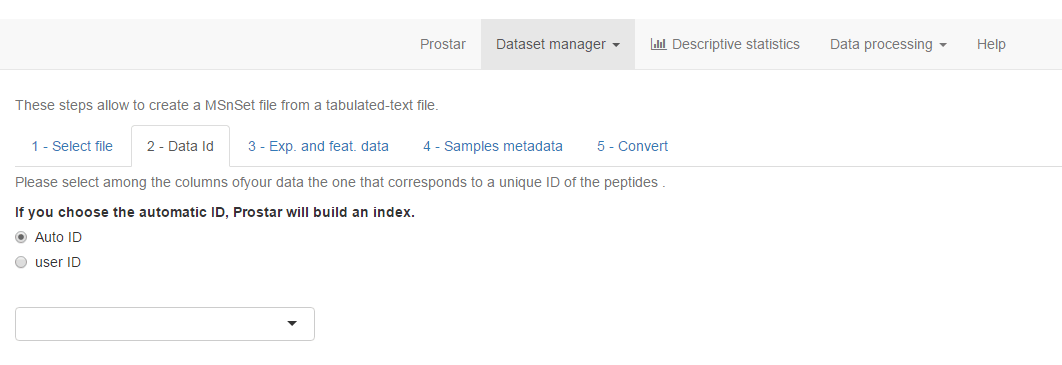 Prostar Dataset manager Descriptive statistics Data processing Help
These steps allow to create a MSnSet file from a tabulated-text file.
1 - Select file 2 - Data Id 3 - Exp. and feat. data 4 - Samples metadata 5 - Convert
Please select among the columns ofyour data the one that corresponds to a unique ID of the peptides .
If you choose the automatic ID, Prostar will build an index.
Auto ID
user ID